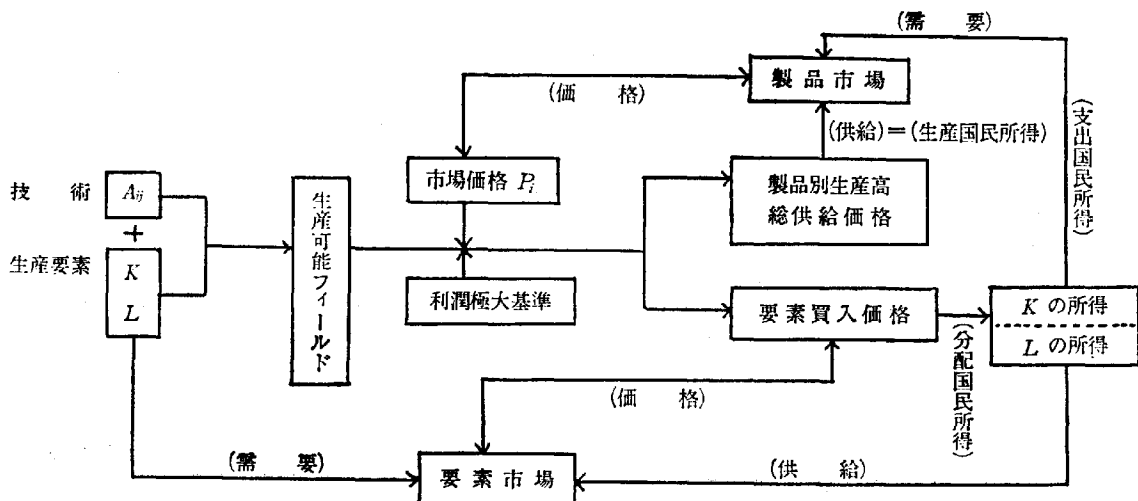 (需　　要)
製品市場
(価　　格)
(支出国民所得)
(供給)＝(生産国民所得)
市場価格 P_i
製品別生産高
総供給価格
技　　術
A_ij
＋
生産要素
K
L
生産可能フィールド
利潤極大基準
要素買入価格
K の所得
L の所得
(分配国民所得)
(価　　格)
(需　　要)
要素市場
(供　　給)